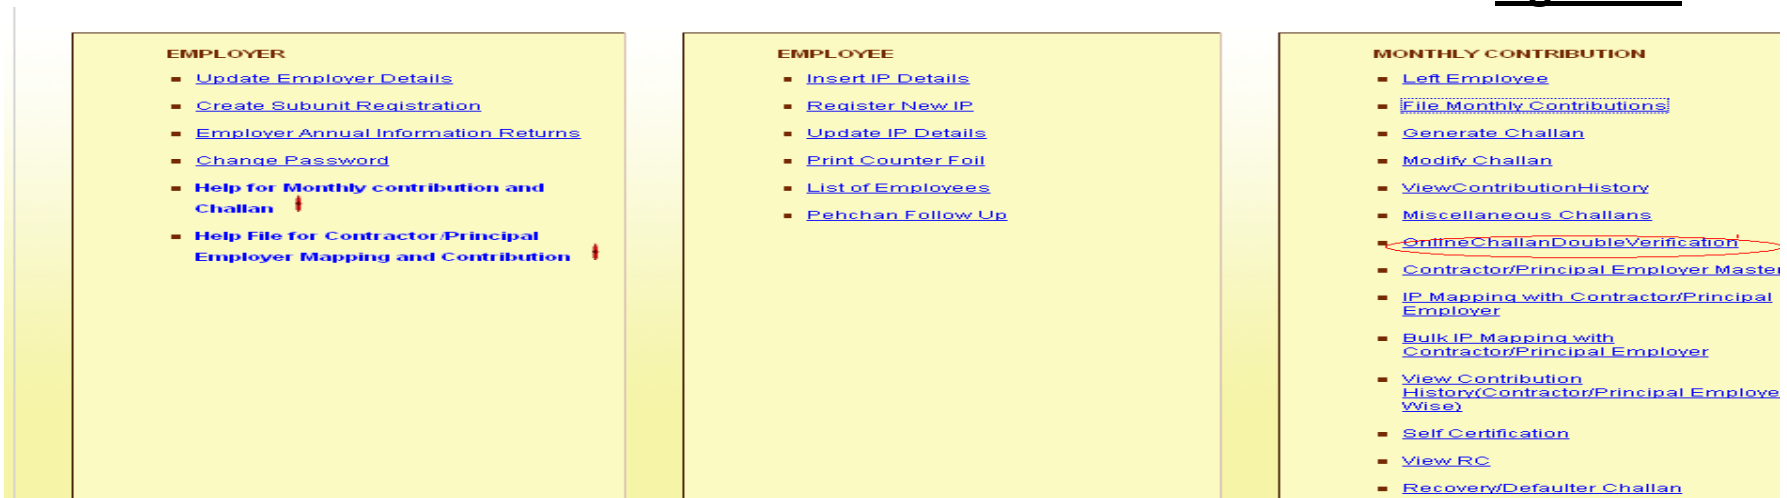 EMPLOYER
Update Employer Details
Create Subunit Registration
Employer Annual Information Returns
Change Password
Help for Monthly contribution and
Challan
Help File for Contractor/Principal
Employer Mapping and Contribution
EMPLOYEE
Insert IP Details
Register New IP
Update IP Details
Print Counter Foil
List of Employees
Pehchan Follow Up
MONTHLY CONTRIBUTION
Left Employee
File Monthly Contributions
Generate Challan
Modify Challan
ViewContributionHistory
Miscellaneous Challans
OnlineChallanDoubleVerification
Contractor/Principal Employer Master
IP Mapping with Contractor/Principal
Employer
Bulk IP Mapping with
Contractor/Principal Employer
View Contribution
History(Contractor/Principal Employe
Wise)
Self Certification
View RC
Recovery/Defaulter Challan